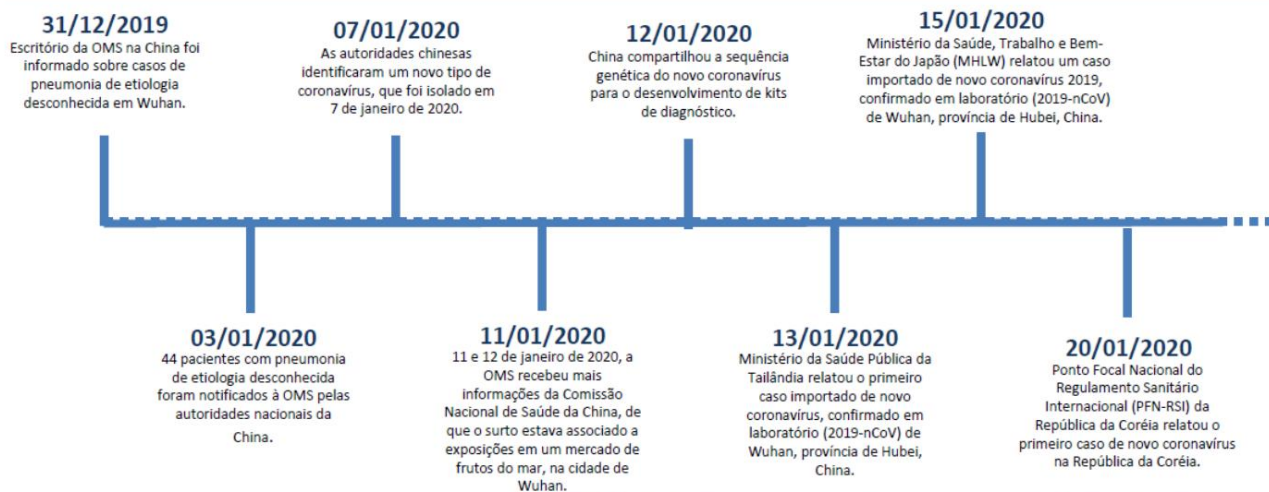 31/12/2019
Escritório da OMS na China foi
informado sobre casos de
pneumonia de etiologia
desconhecida em Wuhan.
07/01/2020
As autoridades chinesas
identificaram um novo tipo de
coronavírus, que foi isolado em
7 de janeiro de 2020.
12/01/2020
China compartilhou a sequência
genética do novo coronavírus
para o desenvolvimento de kits
de diagnóstico.
15/01/2020
Ministério da Saúde, Trabalho e Bem-
Estar do Japão (MHLW) relatou um caso
importado de novo coronavírus 2019,
confirmado em laboratório (2019-nCoV)
de Wuhan, província de Hubei, China.
03/01/2020
44 pacientes com pneumonia
de etiologia desconhecida
foram notificados à OMS pelas
autoridades nacionais da
China.
11/01/2020
11 e 12 de janeiro de 2020, a
OMS recebeu mais
informações da Comissão
Nacional de Saúde da China, de
que o surto estava associado a
exposições em um mercado de
frutos do mar, na cidade de
Wuhan.
13/01/2020
Ministério da Saúde Pública da
Tailândia relatou o primeiro
caso importado de novo
coronavírus, confirmado em
laboratório (2019-nCoV) de
Wuhan, província de Hubei,
China.
20/01/2020
Ponto Focal Nacional do
Regulamento Sanitário
Internacional (PFN-RSI) da
República da Coréia relatou o
primeiro caso de novo coronavírus
na República da Coréia.